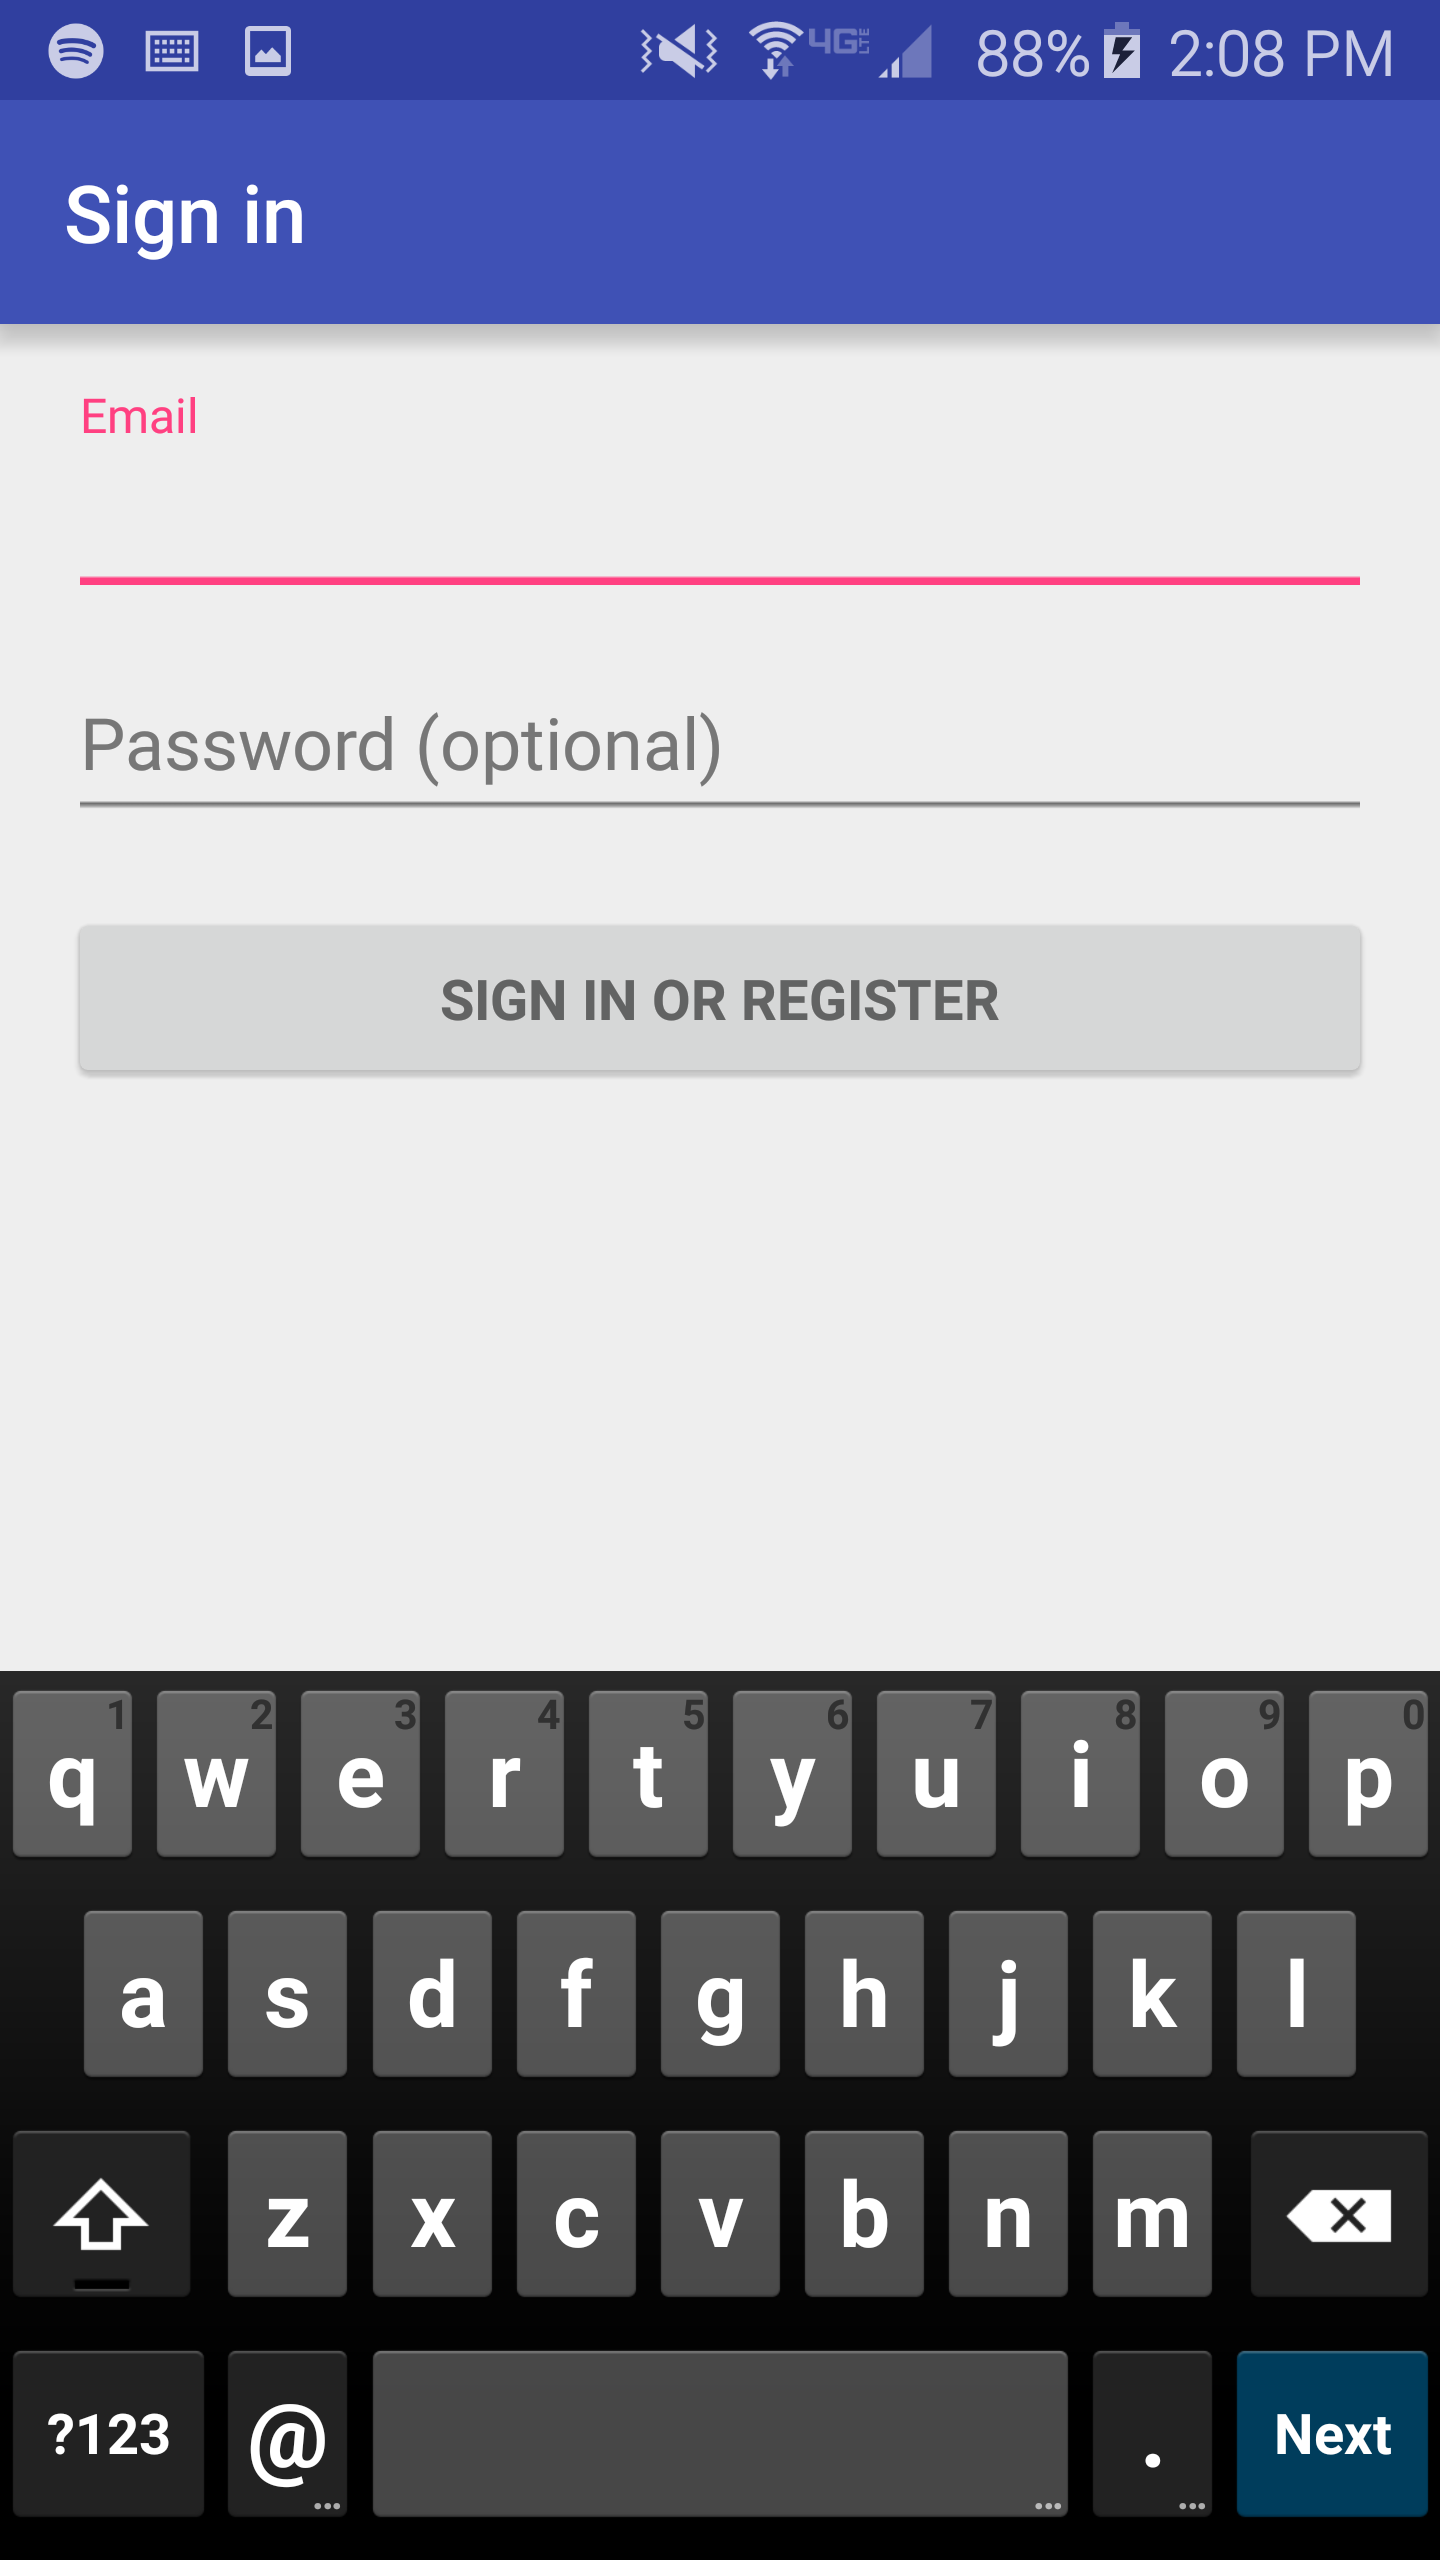 4G LTE 88% 2:08 PM
Sign in
Email
Password (optional)
SIGN IN OR REGISTER
1 2 3 4 5 6 7 8 9 0
q w e r t y u i o p
a s d f g h j k l
z x c v b n m
?123 @ . Next